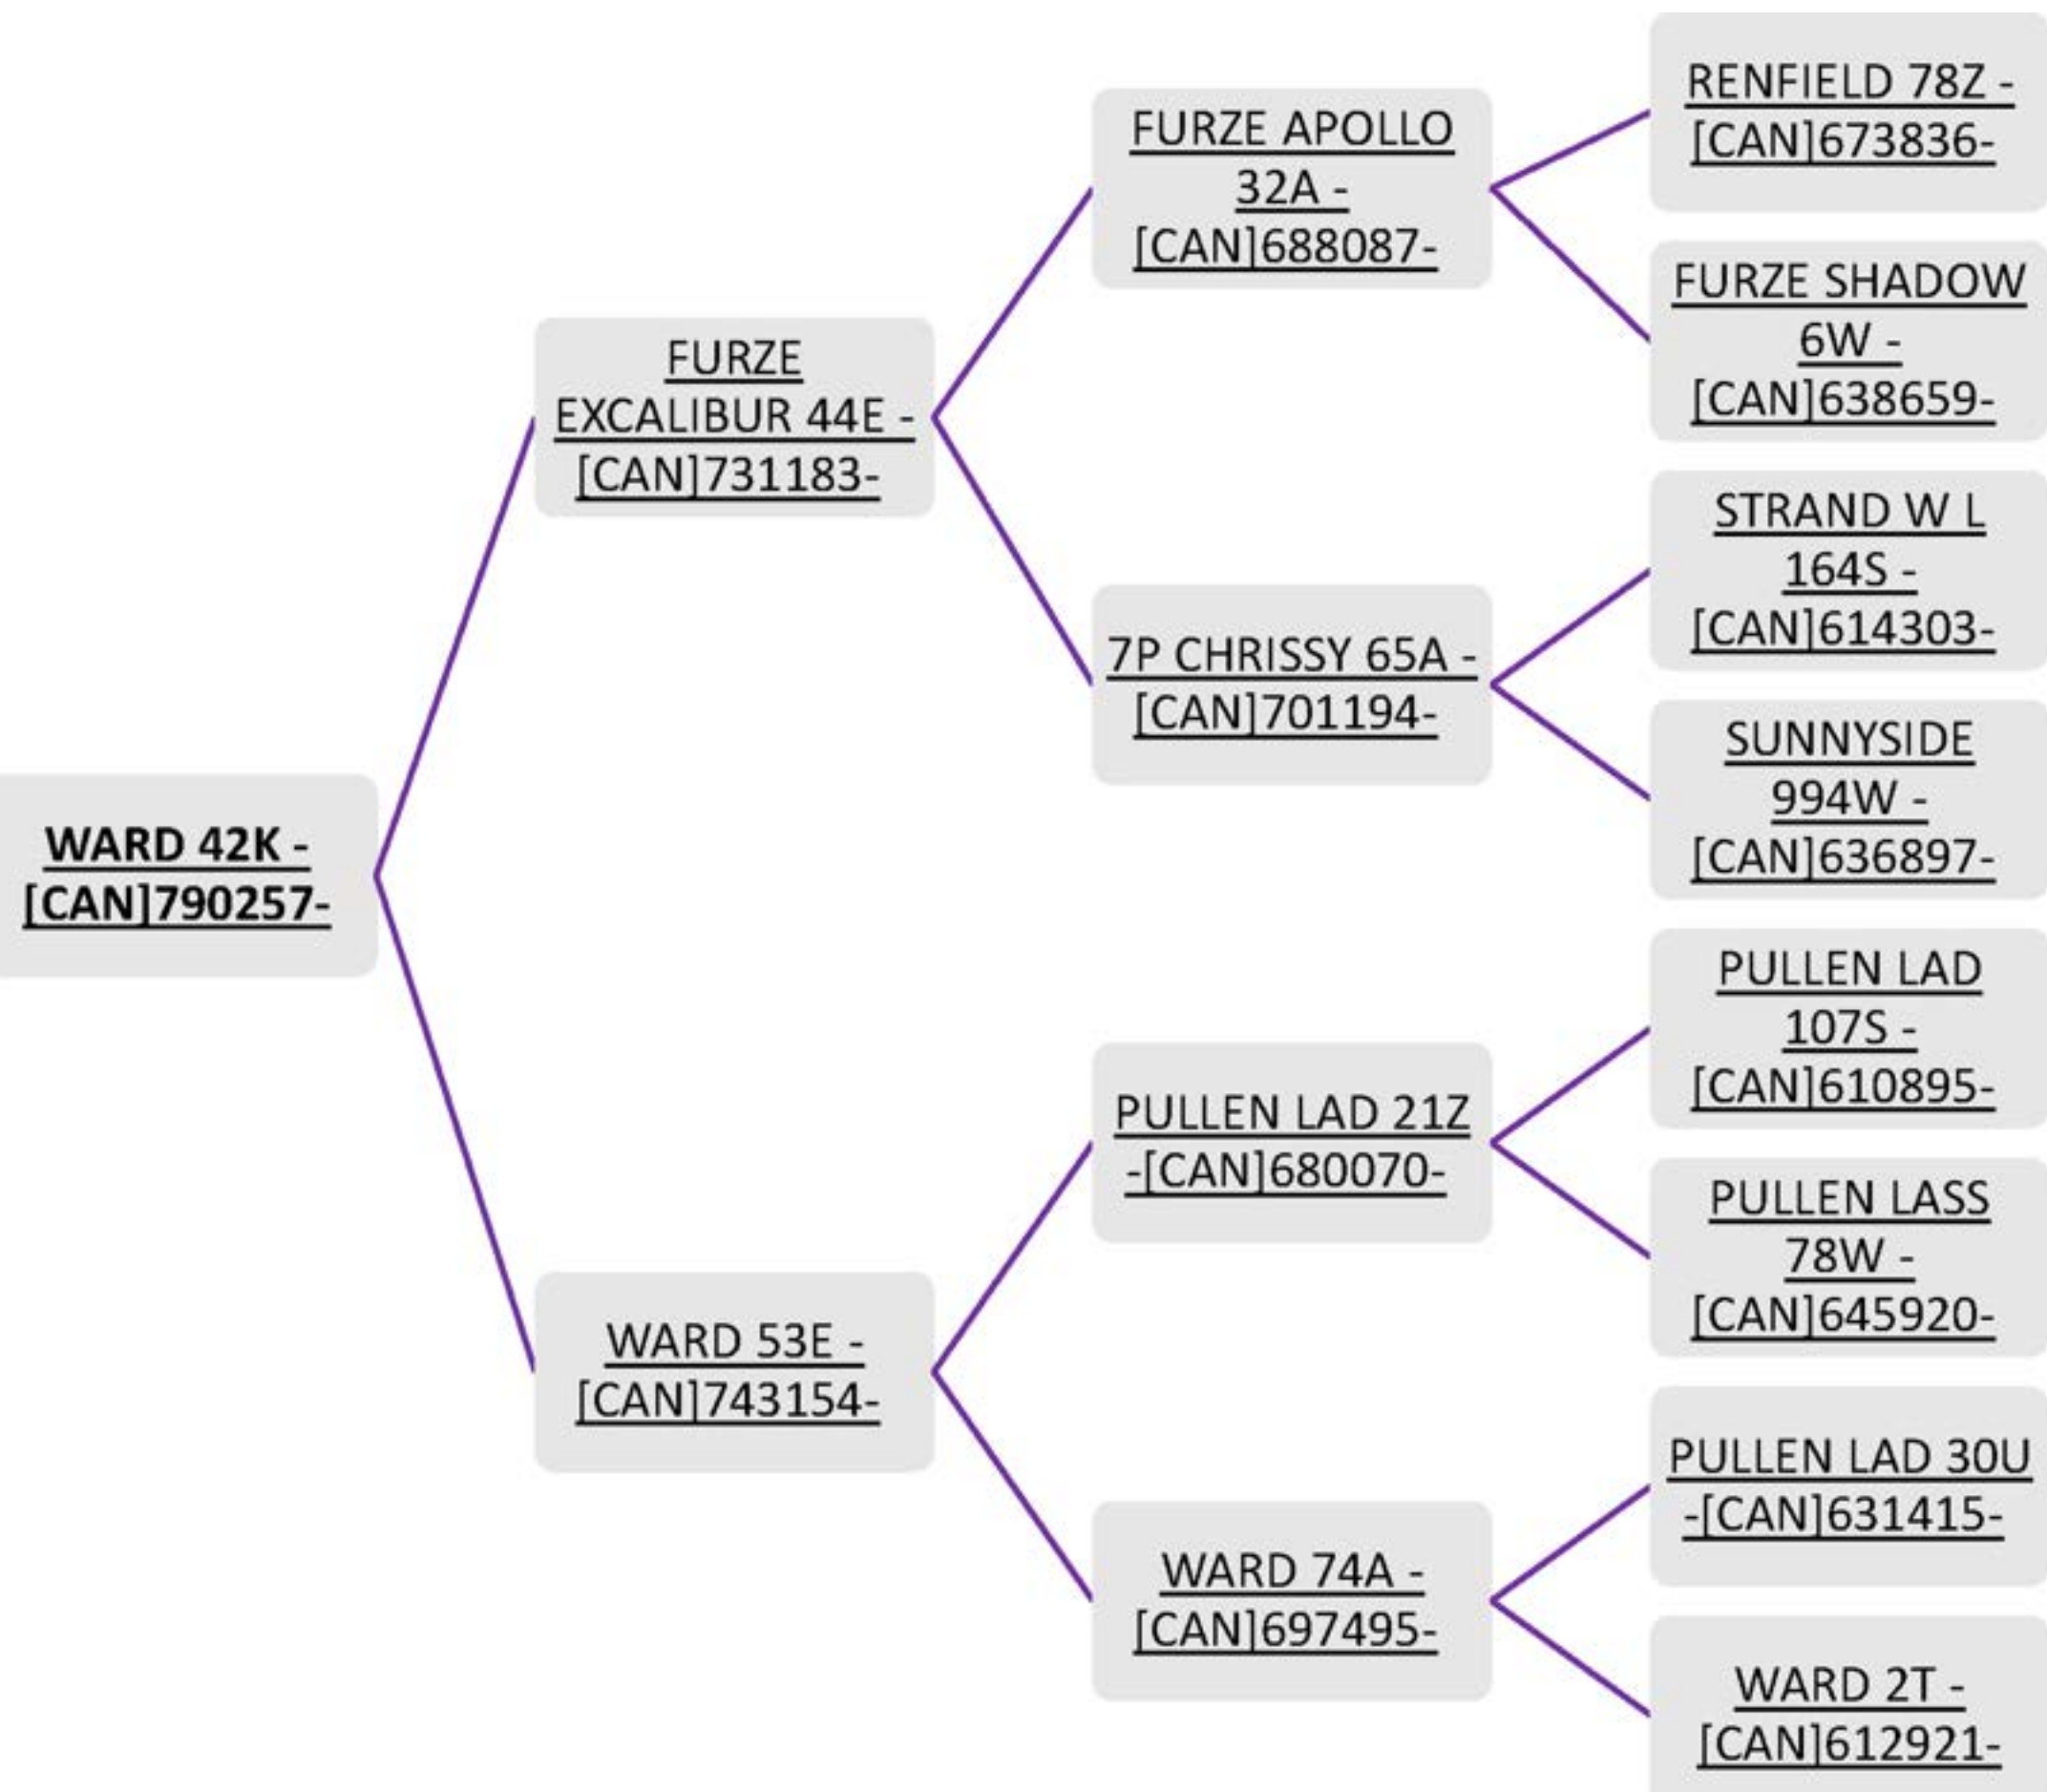 WARD 42K -
[CAN]790257-
FURZE
EXCALIBUR 44E -
[CAN]731183-
WARD 53E -
[CAN]743154-
FURZE APOLLO
32A -
[CAN]688087-
7P CHRISSY 65A -
[CAN]701194-
PULLEN LAD 21Z
-[CAN]680070-
WARD 74A -
[CAN]697495-
RENFIELD 78Z -
[CAN]673836-
FURZE SHADOW
6W -
[CAN]638659-
STRAND W L
164S -
[CAN]614303-
SUNNYSIDE
994W -
[CAN]636897-
PULLEN LAD
107S -
[CAN]610895-
PULLEN LASS
78W -
[CAN]645920-
PULLEN LAD 30U
-[CAN]631415-
WARD 2T -
[CAN]612921-